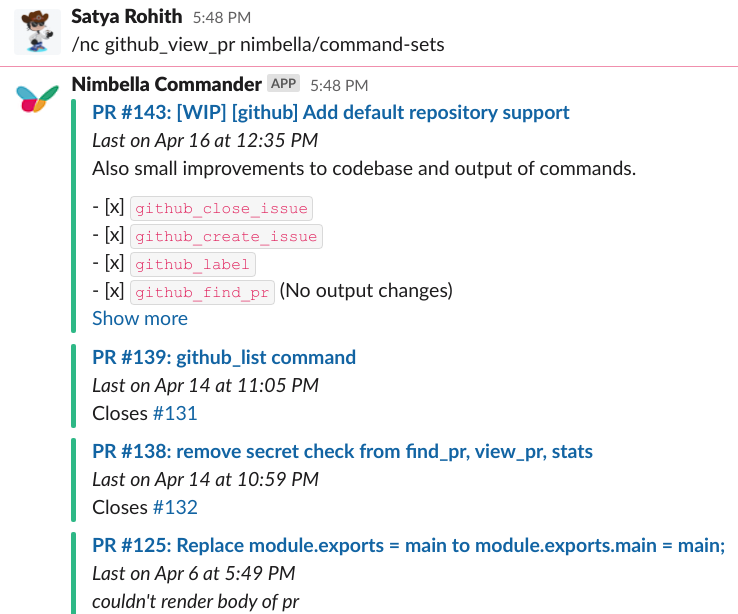 Satya Rohith 5:48 PM
/nc github_view_pr nimbella/command-sets
Nimbella Commander APP 5:48 PM
PR #143: [WIP] [github] Add default repository support
Last on Apr 16 at 12:35 PM
Also small improvements to codebase and output of commands.
- [x] github_close_issue
- [x] github_create_issue
- [x] github_label
- [x] github_find_pr (No output changes)
Show more
PR #139: github_list command
Last on Apr 14 at 11:05 PM
Closes #131
PR #138: remove secret check from find_pr, view_pr, stats
Last on Apr 14 at 10:59 PM
Closes #132
PR #125: Replace module.exports = main to module.exports.main = main;
Last on Apr 6 at 5:49 PM
couldn't render body of pr